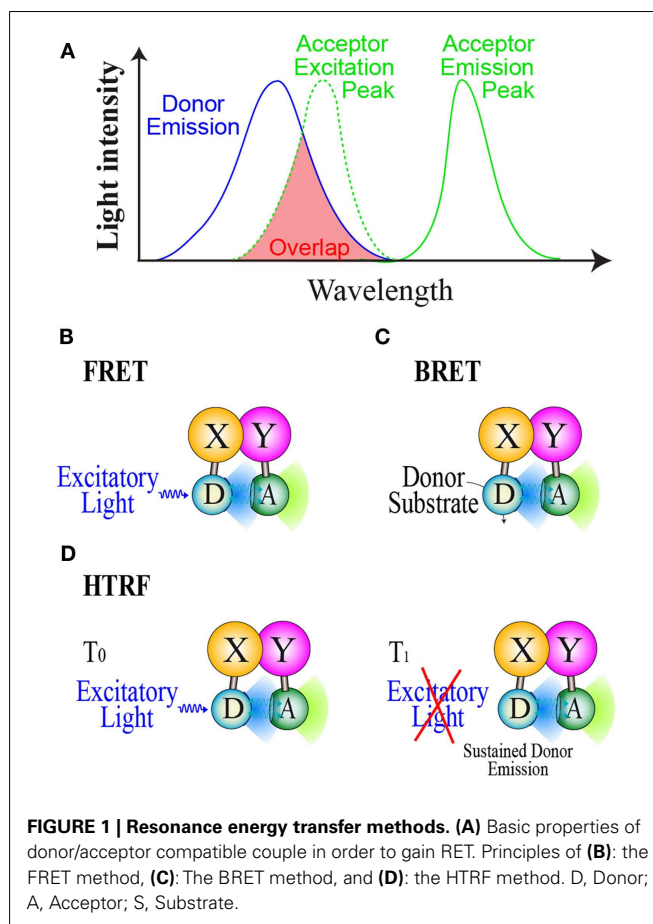 A
Light intensity
Donor
Emission
Acceptor
Excitation
Peak
Acceptor
Emission
Peak
Overlap
Wavelength
B
FRET
X Y
Excitatory
Light
D A
C
BRET
X Y
Donor
Substrate
D A
D
HTRF
T0
X Y
Excitatory
Light
D A
T1
X Y
Excitatory
Light
D A
Sustained Donor
Emission
FIGURE 1 | Resonance energy transfer methods. (A) Basic properties of
donor/acceptor compatible couple in order to gain RET. Principles of (B): the
FRET method, (C): The BRET method, and (D): the HTRF method. D, Donor;
A, Acceptor; S, Substrate.